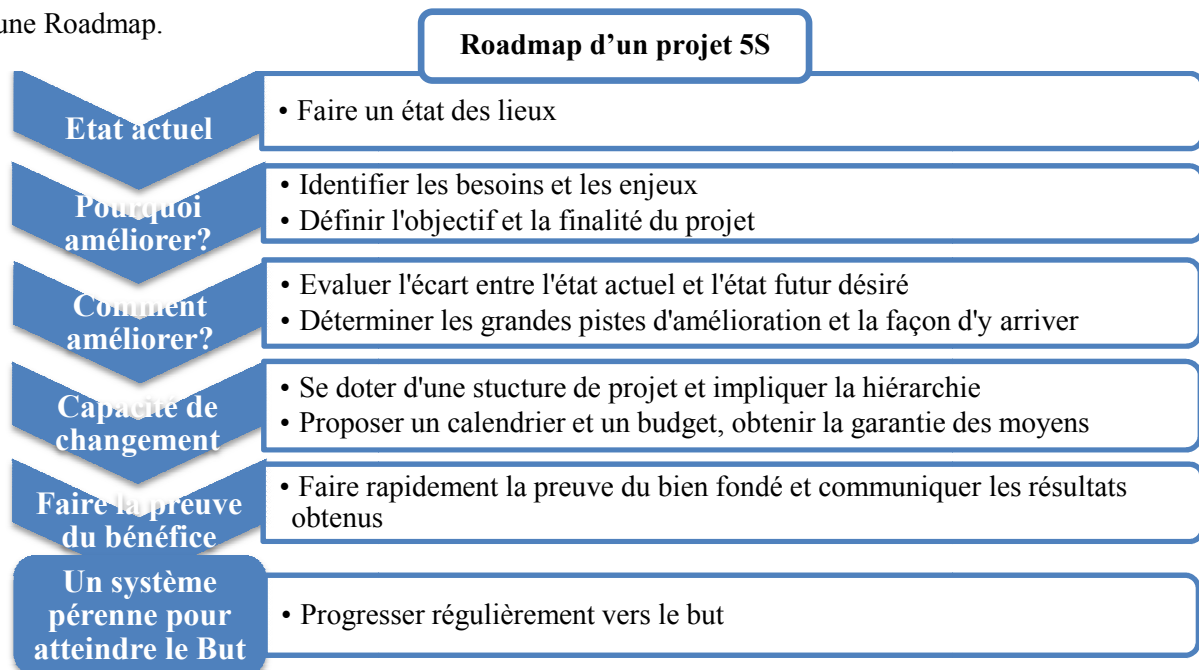 une Roadmap.
Roadmap d’un projet 5S
Etat actuel
• Faire un état des lieux
Pourquoi
améliorer?
• Identifier les besoins et les enjeux
• Définir l'objectif et la finalité du projet
Comment
améliorer?
• Evaluer l'écart entre l'état actuel et l'état futur désiré
• Déterminer les grandes pistes d'amélioration et la façon d'y arriver
Capacité de
changement
• Se doter d'une stucture de projet et impliquer la hiérarchie
• Proposer un calendrier et un budget, obtenir la garantie des moyens
Faire la preuve
du bénéfice
• Faire rapidement la preuve du bien fondé et communiquer les résultats
obtenus
Un système
pérenne pour
atteindre le But
• Progresser régulièrement vers le but